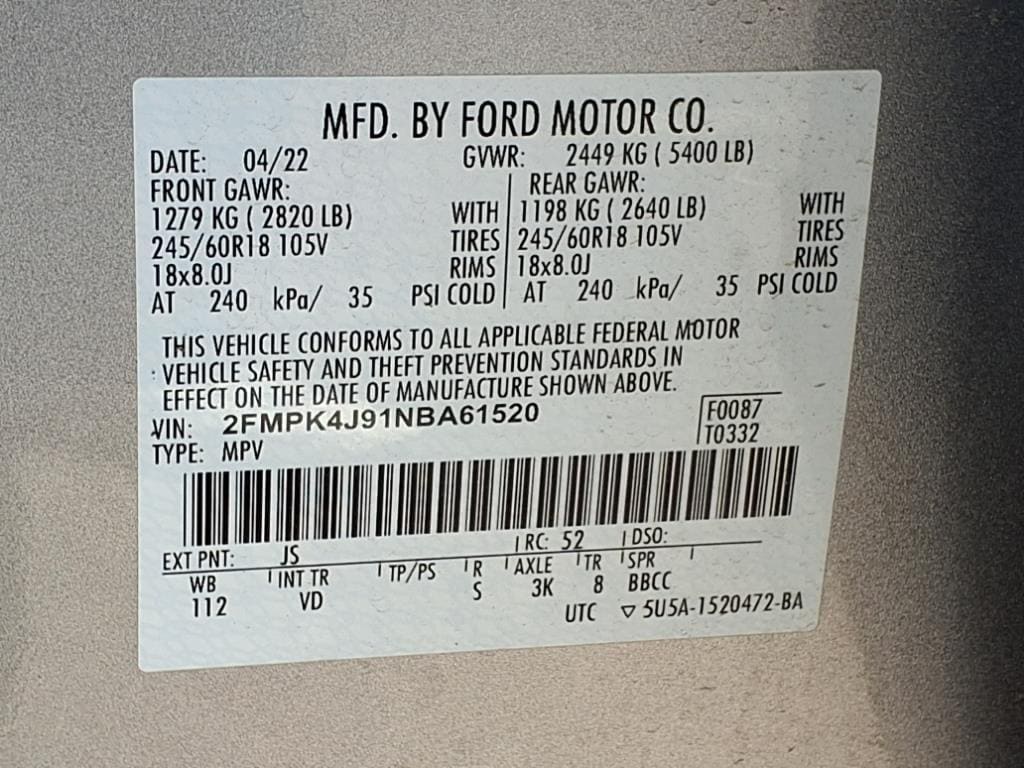 MFD. BY FORD MOTOR CO.
DATE: 04/22 GVWR: 2449 KG ( 5400 LB)
FRONT GAWR: REAR GAWR:
1279 KG ( 2820 LB) WITH 1198 KG ( 2640 LB) WITH
245/60R18 105V TIRES 245/60R18 105V TIRES
18x8.0J RIMS 18x8.0J RIMS
AT 240 kPa/ 35 PSI COLD AT 240 kPa/ 35 PSI COLD
THIS VEHICLE CONFORMS TO ALL APPLICABLE FEDERAL MOTOR
VEHICLE SAFETY AND THEFT PREVENTION STANDARDS IN
EFFECT ON THE DATE OF MANUFACTURE SHOWN ABOVE.
VIN: 2FMPK4J91NBA61520 F0087
TYPE: MPV T0332
EXT PNT: JS RC: 52 DSO:
WB INT TR TP/PS R AXLE TR SPR
112 VD S 3K 8 BBCC
UTC ▽ 5U5A-1520472-BA